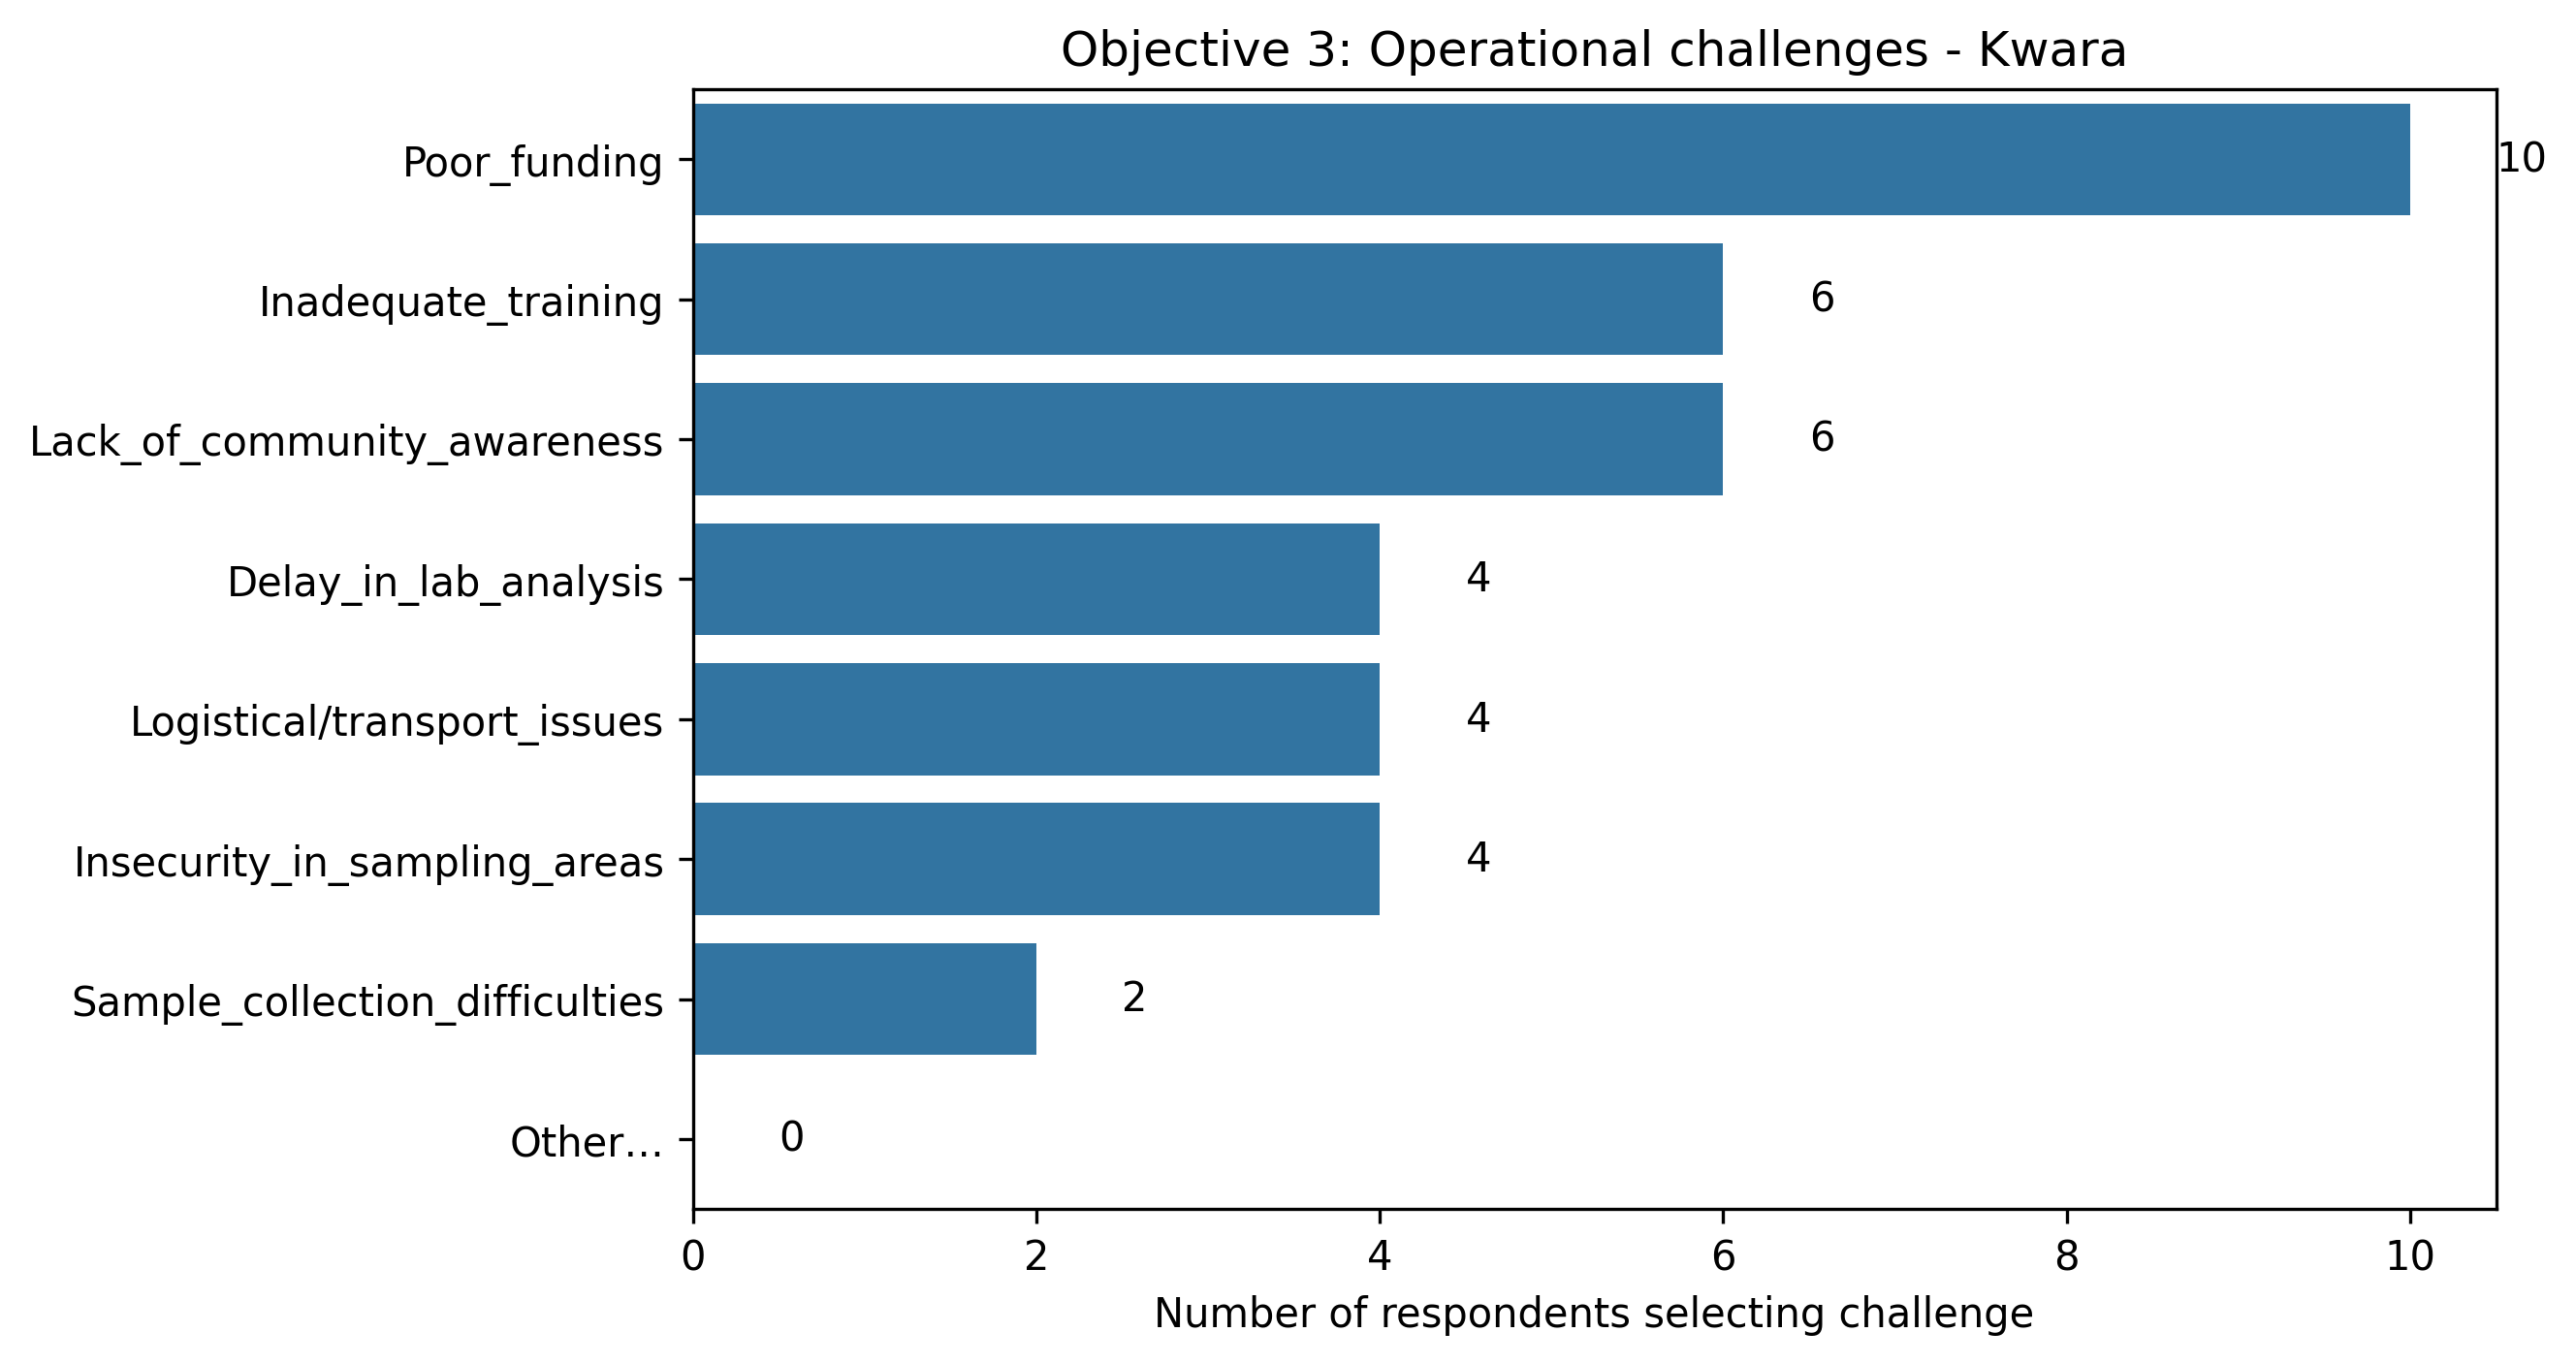 Objective 3: Operational challenges - Kwara
Poor_funding 10
Inadequate_training 6
Lack_of_community_awareness 6
Delay_in_lab_analysis 4
Logistical/transport_issues 4
Insecurity_in_sampling_areas 4
Sample_collection_difficulties 2
Other... 0
0 2 4 6 8 10
Number of respondents selecting challenge